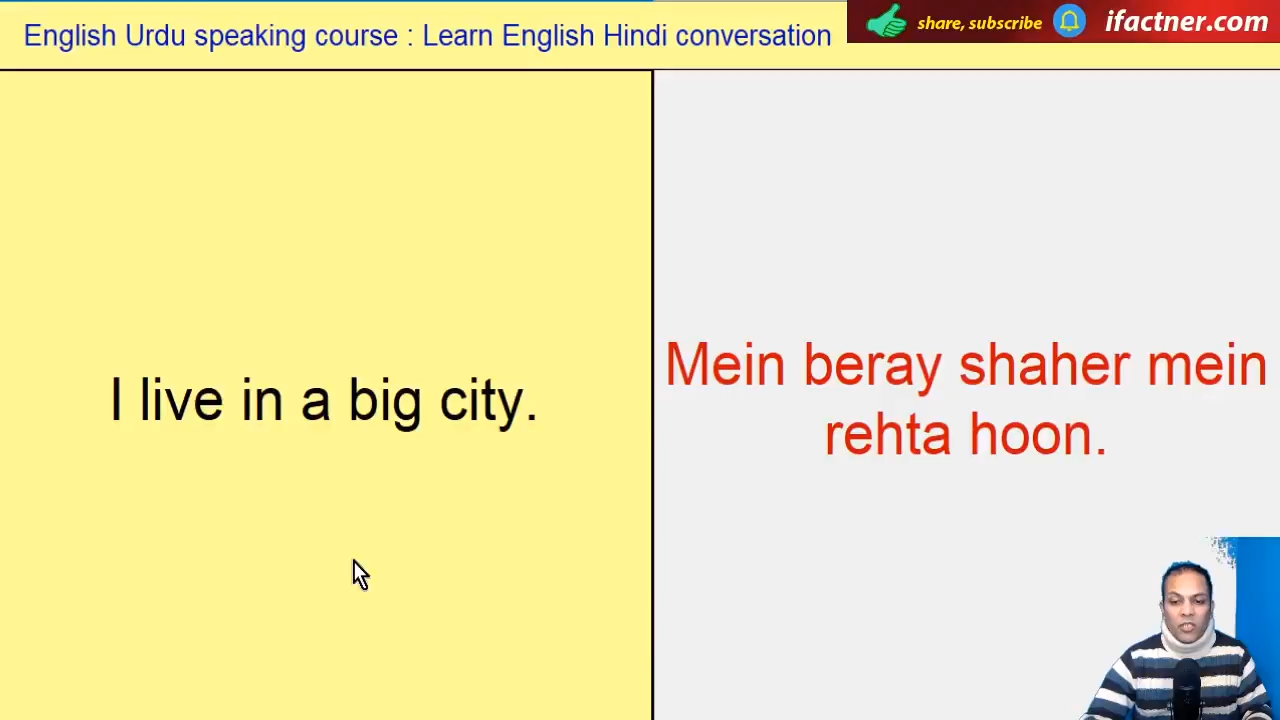 English Urdu speaking course : Learn English Hindi conversation
share, subscribe
ifactner.com
I live in a big city.
Mein beray shaher mein
rehta hoon.